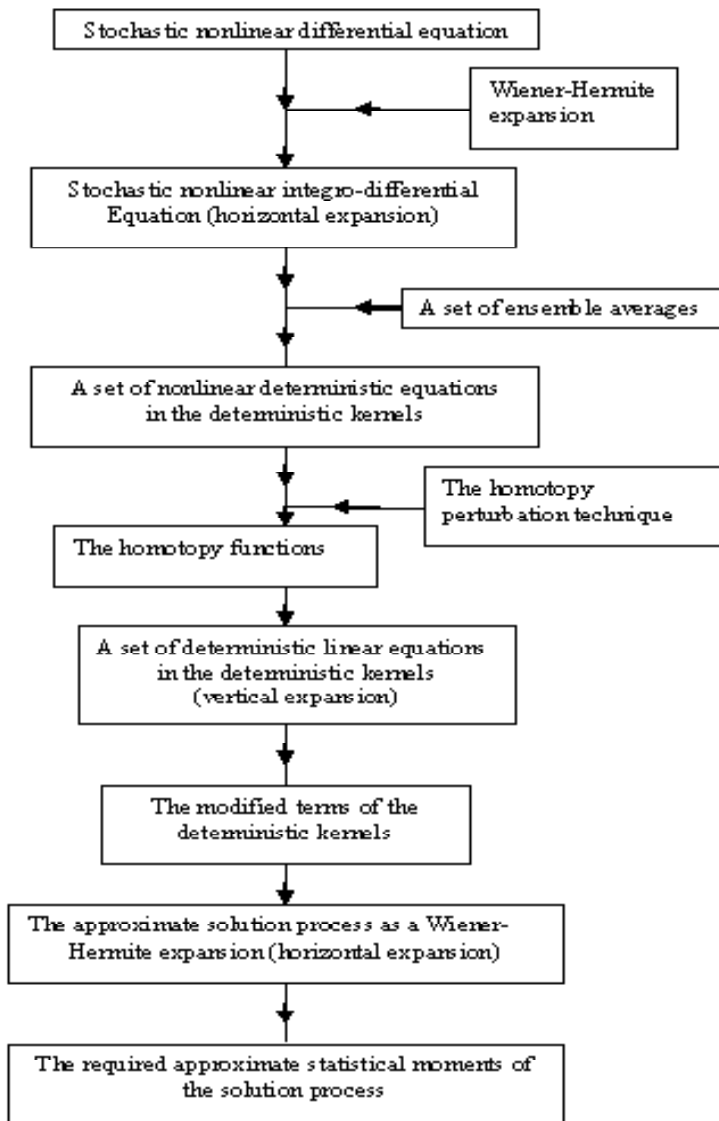 Stochastic nonlinear differential equation
Wiener-Hermite
expansion
Stochastic nonlinear integro-differential
Equation (horizontal expansion)
A set of ensemble averages
A set of nonlinear deterministic equations
in the deterministic kernels
The homotopy
perturbation technique
The homotopy functions
A set of deterministic linear equations
in the deterministic kernels
(vertical expansion)
The modified terms of the
deterministic kernels
The approximate solution process as a Wiener-
Hermite expansion (horizontal expansion)
The required approximate statistical moments of
the solution process